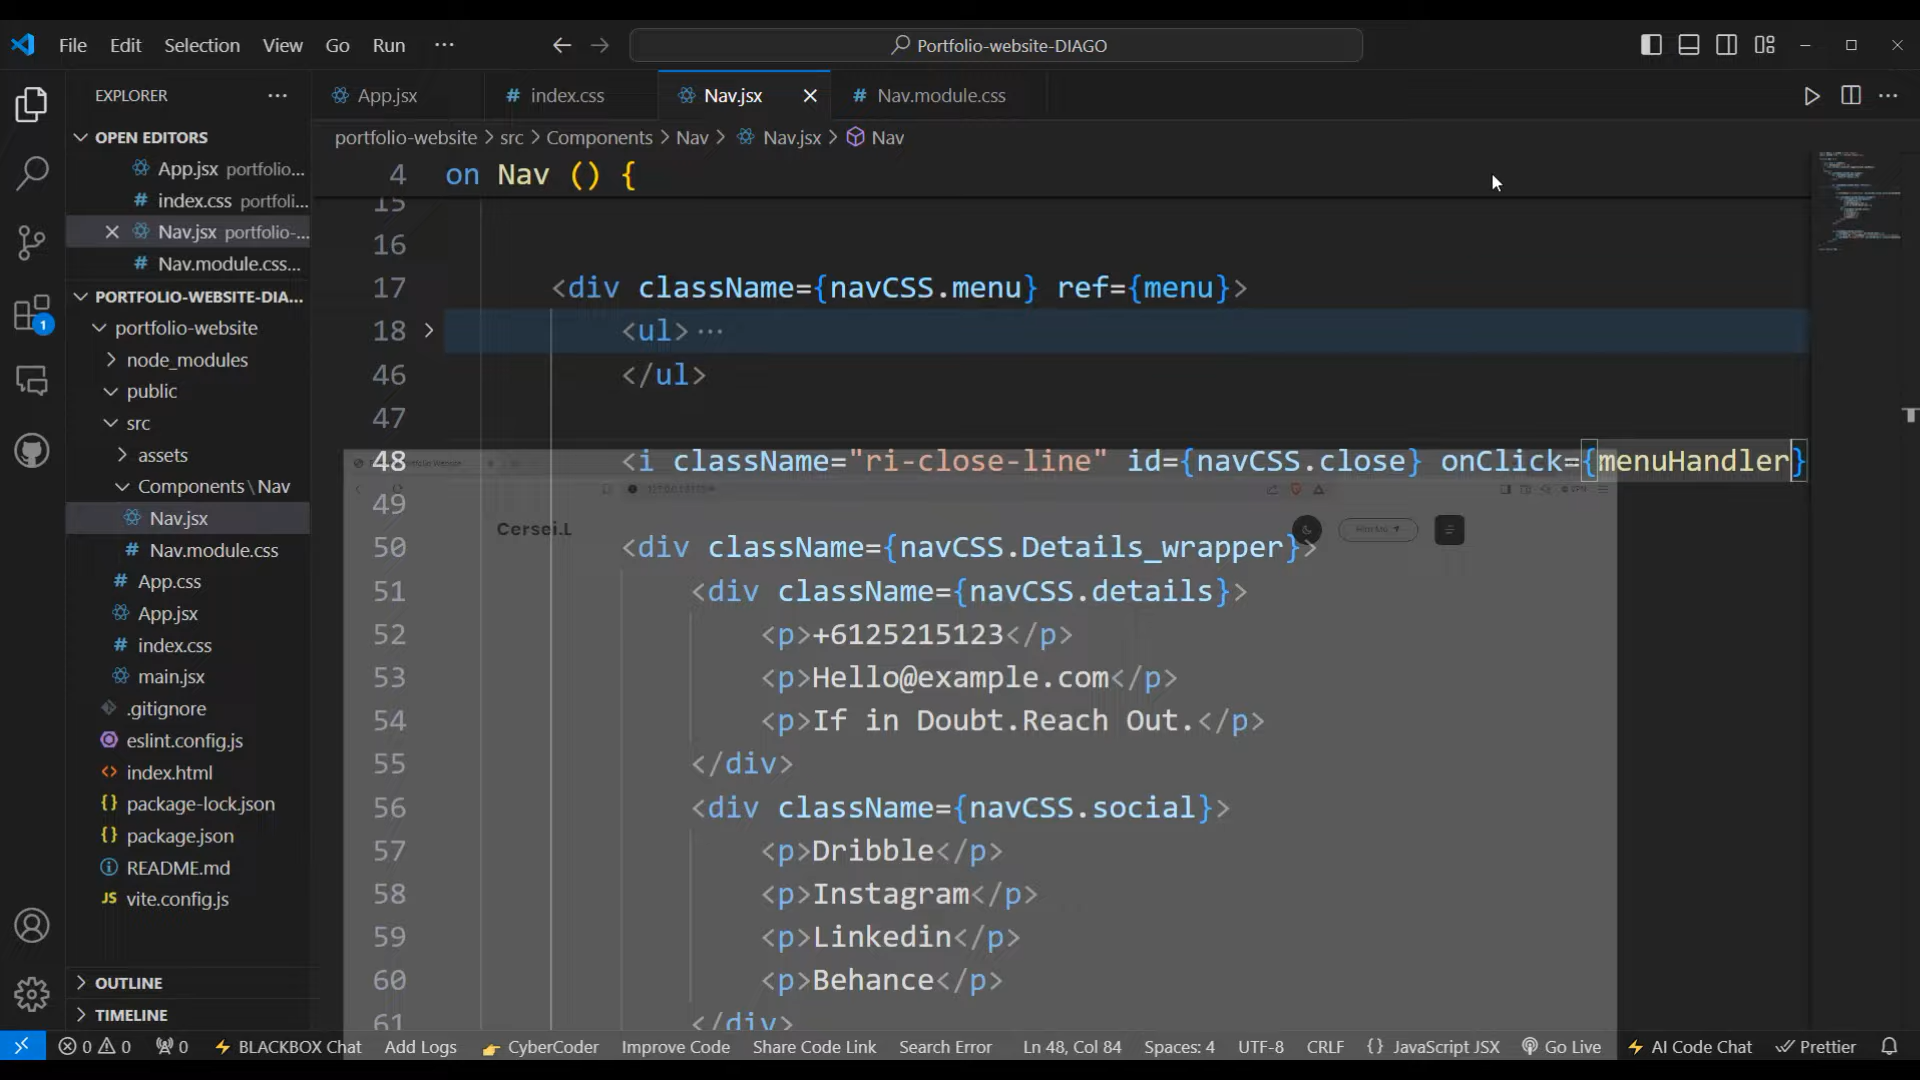 File Edit Selection View Go Run ··· Portfolio-website-DIAGO
EXPLORER
App.jsx
# index.css
Nav.jsx
# Nav.module.css
OPEN EDITORS
App.jsx portfolio...
# index.css portfoli...
Nav.jsx portfolio-...
# Nav.module.css...
PORTFOLIO-WEBSITE-DIA...
portfolio-website
node_modules
public
src
assets
Components\Nav
Nav.jsx
# Nav.module.css
# App.css
App.jsx
# index.css
main.jsx
.gitignore
eslint.config.js
<> index.html
{} package-lock.json
{} package.json
README.md
JS vite.config.js
OUTLINE
TIMELINE
portfolio-website > src > Components > Nav > Nav.jsx > Nav
4 on Nav () {
15
16
17 <div className={navCSS.menu} ref={menu}>
18 <ul>···
46 </ul>
47
48 <i className="ri-close-line" id={navCSS.close} onClick={menuHandler}
49
Cersei.L
50 <div className={navCSS.Details_wrapper}>
51 <div className={navCSS.details}>
52 <p>+6125215123</p>
53 <p>Hello@example.com</p>
54 <p>If in Doubt.Reach Out.</p>
55 </div>
56 <div className={navCSS.social}>
57 <p>Dribble</p>
58 <p>Instagram</p>
59 <p>Linkedin</p>
60 <p>Behance</p>
61 </div>
1
0 0 0 BLACKBOX Chat Add Logs CyberCoder Improve Code Share Code Link Search Error Ln 48, Col 84 Spaces: 4 UTF-8 CRLF {} JavaScript JSX Go Live AI Code Chat Prettier